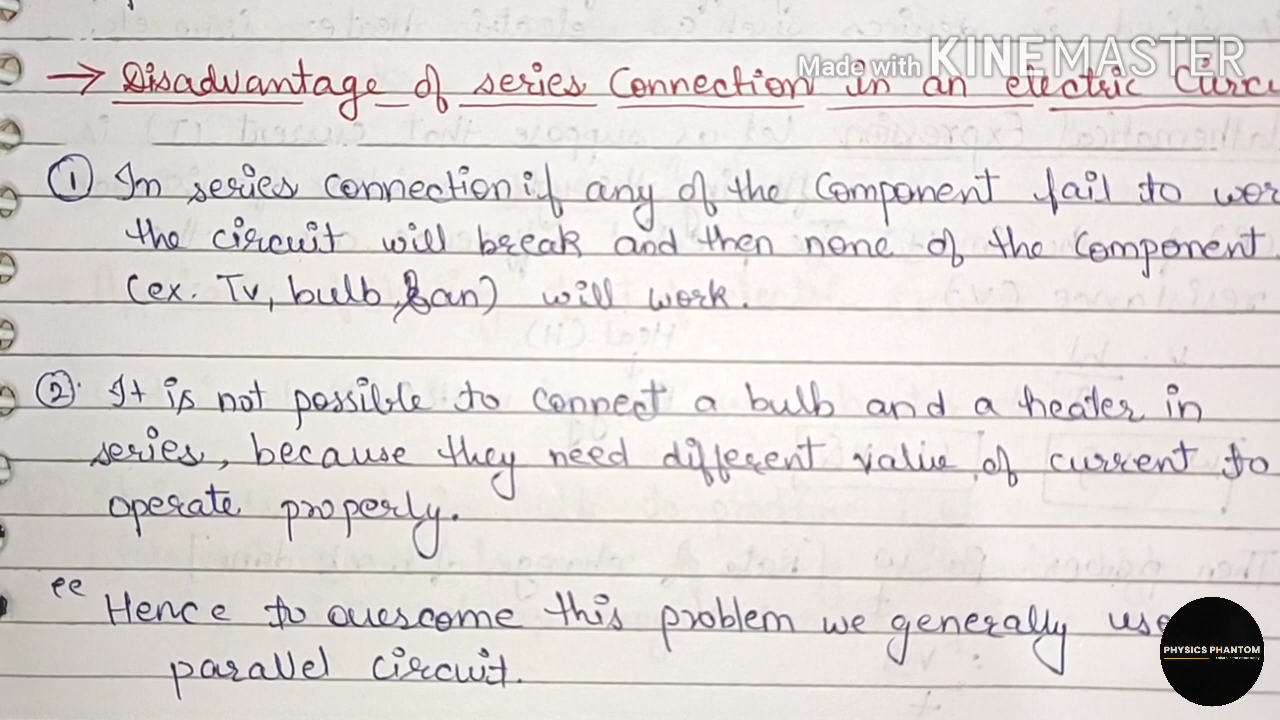 Made with KINEMASTER
→ Disadvantage of series Connection in an electric Circu
① In series connection if any of the Component fail to wor
the circuit will break and then none of the component
(ex. Tv, bulb, fan) will work.
② It is not possible to connect a bulb and a heater in
series, because they need different value of current to
operate properly.
“ Hence to overcome this problem we generally use
parallel circuit.
PHYSICS PHANTOM